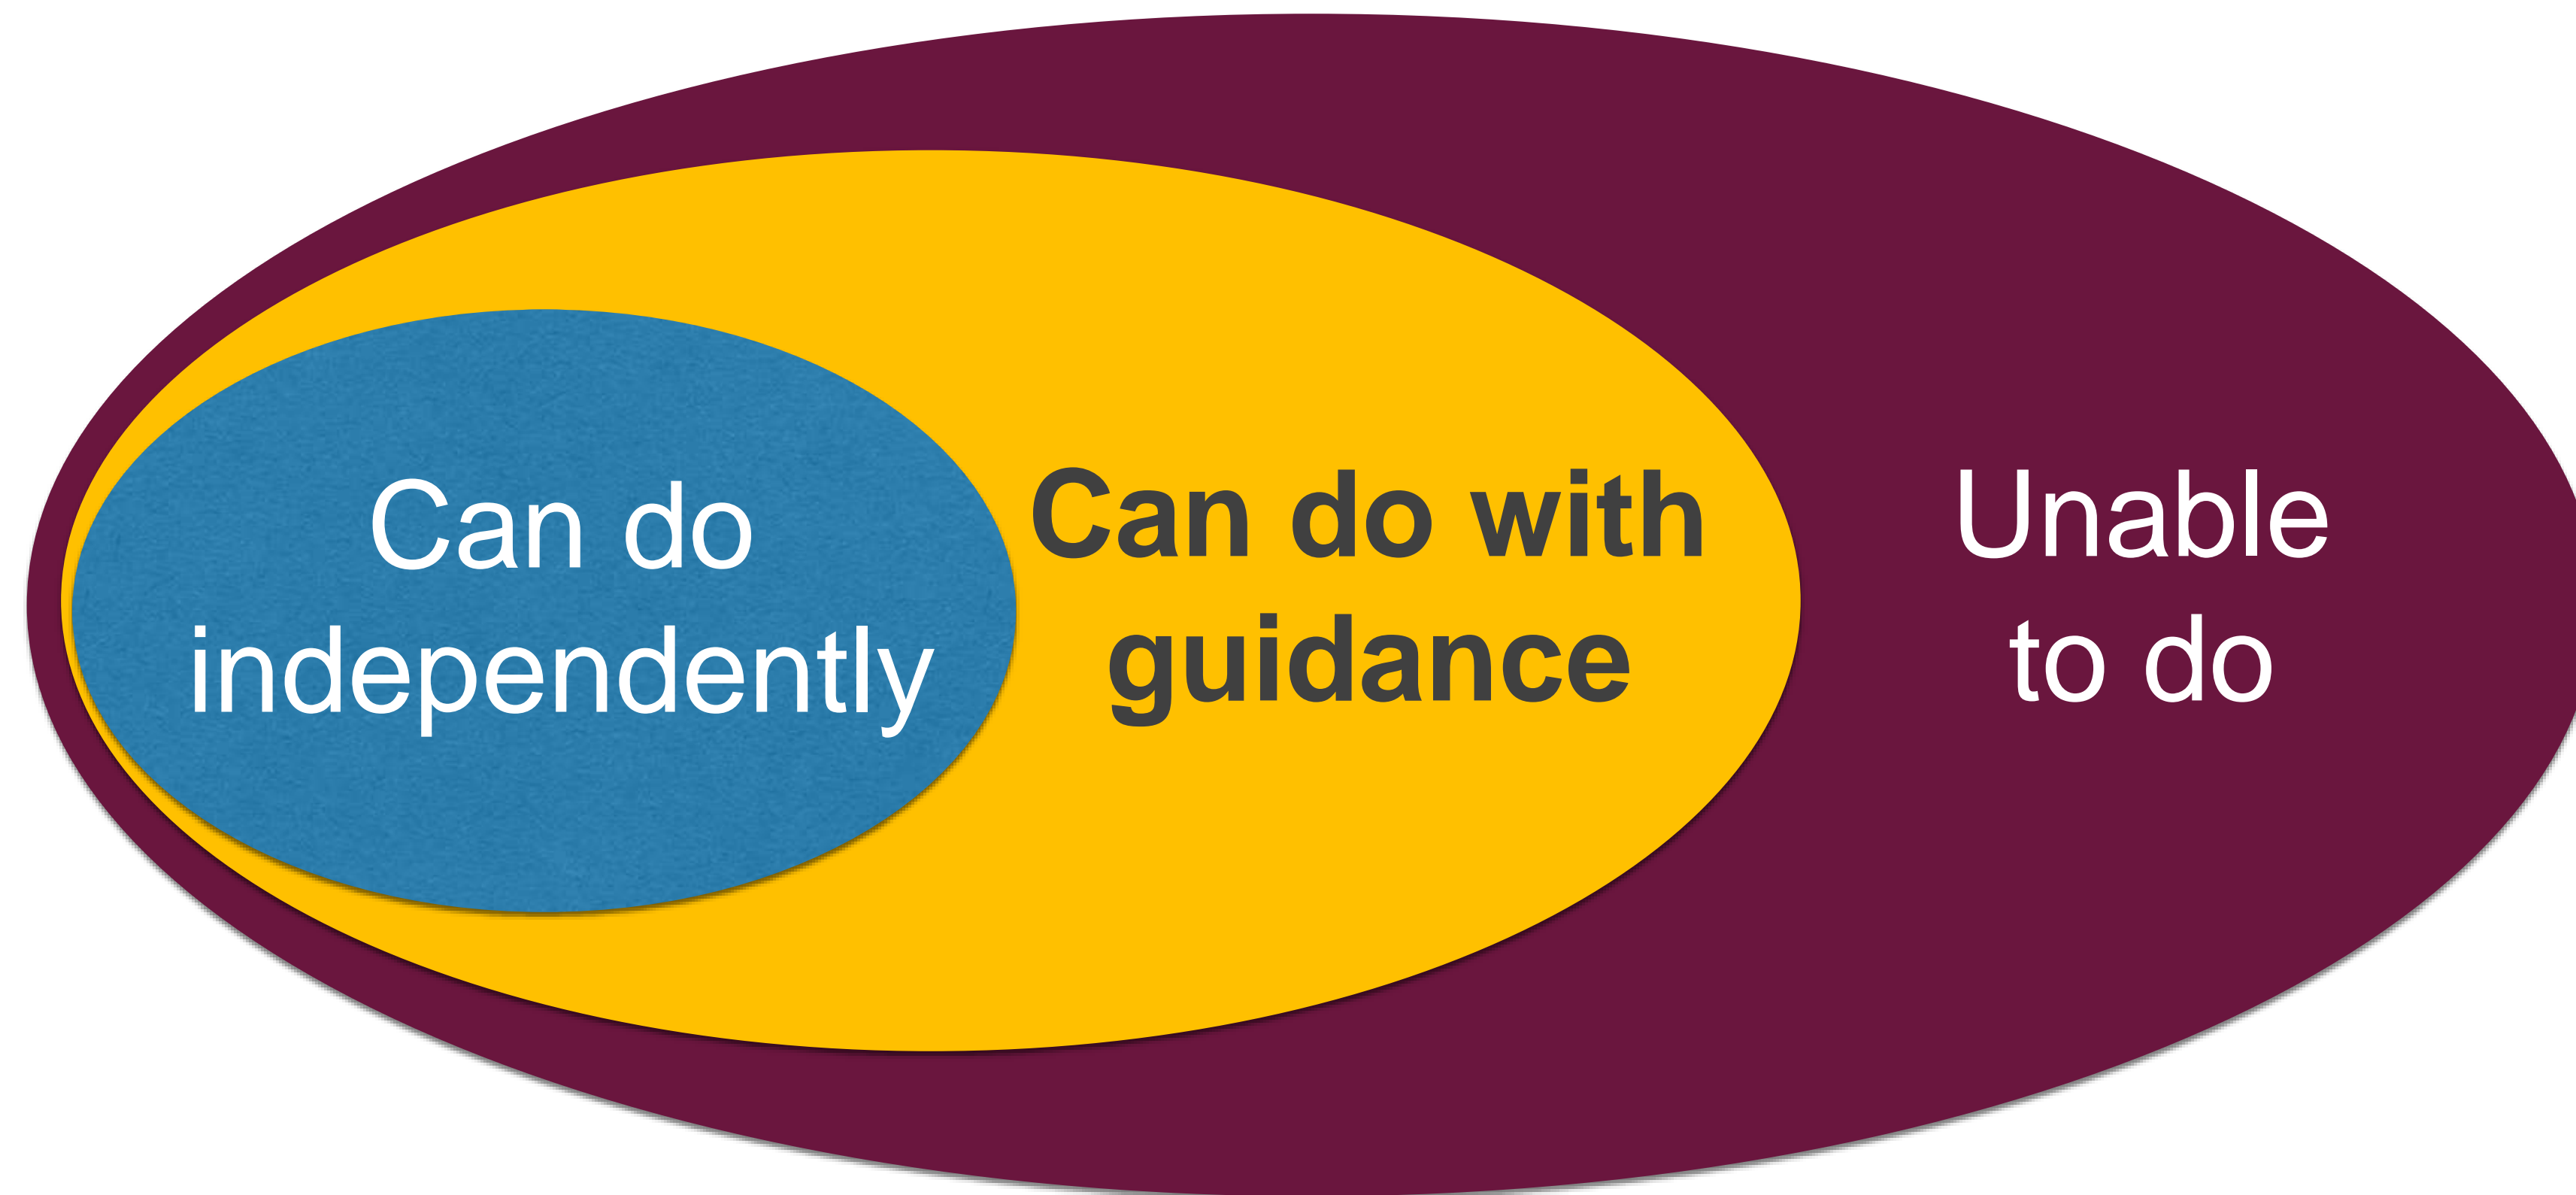 Can do
independently
Can do with
guidance
Unable
to do